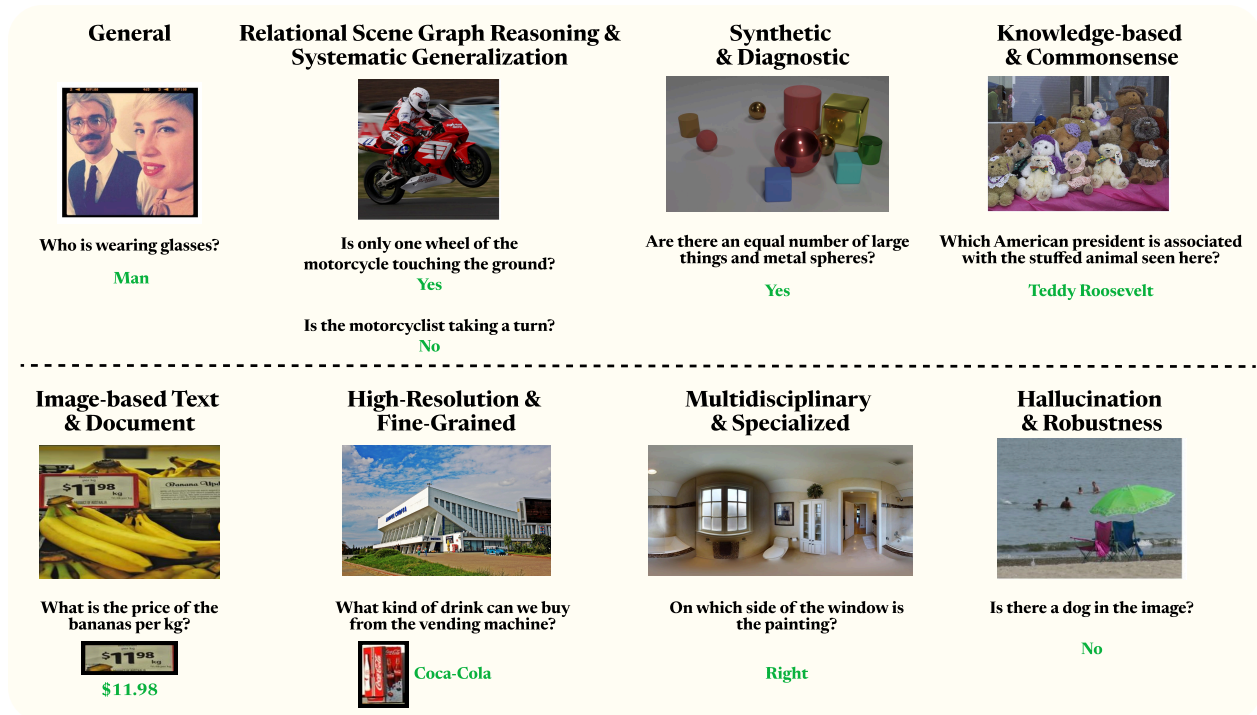 General
Who is wearing glasses?
Man
Relational Scene Graph Reasoning &
Systematic Generalization
Is only one wheel of the
motorcycle touching the ground?
Yes
Is the motorcyclist taking a turn?
No
Synthetic
& Diagnostic
Are there an equal number of large
things and metal spheres?
Yes
Knowledge-based
& Commonsense
Which American president is associated
with the stuffed animal seen here?
Teddy Roosevelt
Image-based Text
& Document
$11.98 kg
Banana
What is the price of the
bananas per kg?
$11.98 kg
$11.98
High-Resolution &
Fine-Grained
What kind of drink can we buy
from the vending machine?
Coca-Cola
Coca-Cola
Multidisciplinary
& Specialized
On which side of the window is
the painting?
Right
Hallucination
& Robustness
Is there a dog in the image?
No